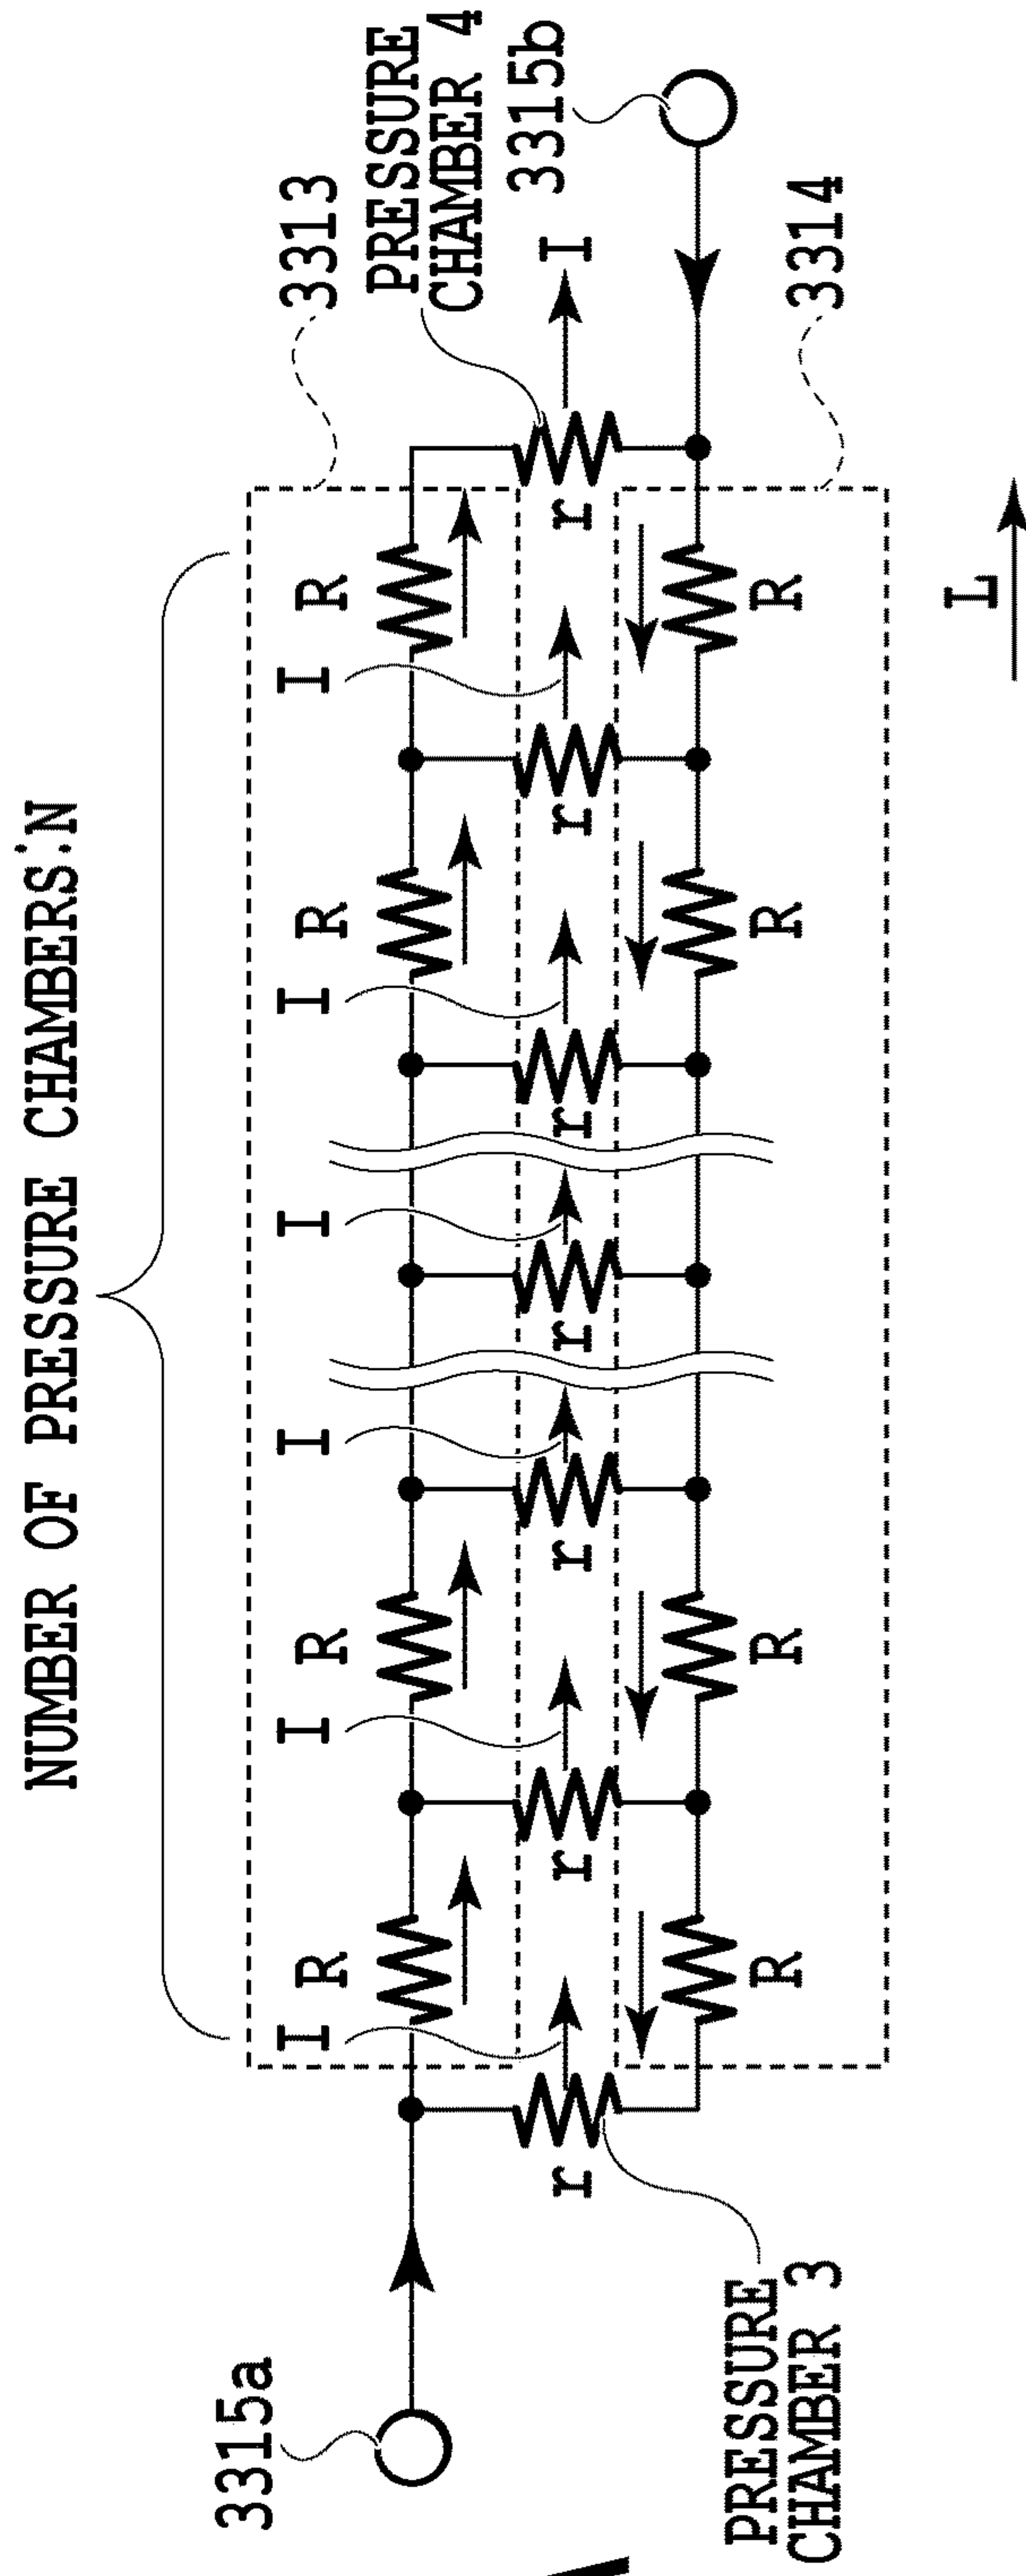 NUMBER OF PRESSURE CHAMBERS:N
3315a
I
I
I
I
I
I
3313
PRESSURE
CHAMBER 4
3315b
I
R
R
R
R
r
r
r
r
r
r
r
R
R
R
R
PRESSURE
CHAMBER 3
3314
L